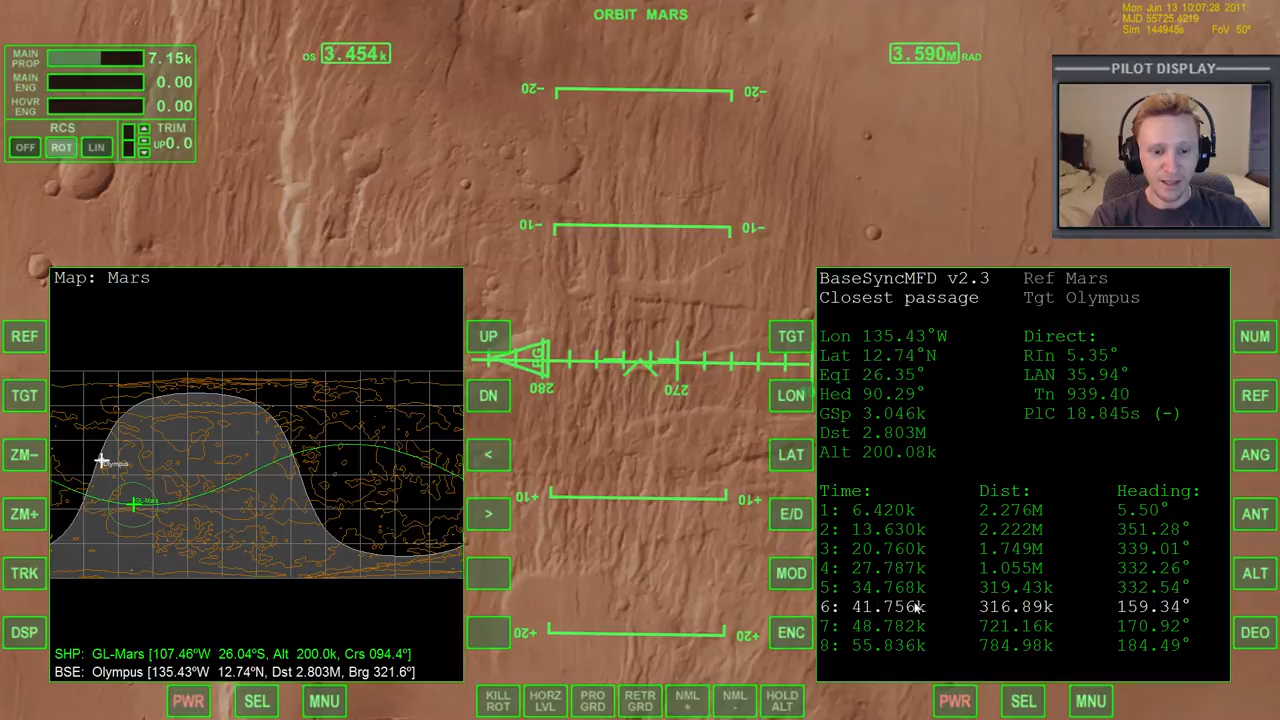 ORBIT MARS
Mon Jun 13 10:07:28 2011
MJD 55725.4219
Sim 144945s FoV 50°
MAIN PROP 7.15k
MAIN ENG 0.00
HOVR ENG 0.00
RCS
TRIM
UP 0.0
OFF ROT LIN
OS 3.454k
3.590M RAD
PILOT DISPLAY
20- 20-
10- 10-
280 270
10+ 10+
20+ 20+
Map: Mars
Olympus
GL-Mars
SHP: GL-Mars [107.46°W 26.04°S, Alt 200.0k, Crs 094.4°]
BSE: Olympus [135.43°W 12.74°N, Dst 2.803M, Brg 321.6°]
REF
TGT
ZM-
ZM+
TRK
DSP
UP
DN
<
>
PWR SEL MNU
KILL ROT
HORZ LVL
PRO GRD
RETR GRD
NML +
NML -
HOLD ALT
TGT
LON
LAT
E/D
MOD
ENC
BaseSyncMFD v2.3 Ref Mars
Closest passage Tgt Olympus
Lon 135.43°W Direct:
Lat 12.74°N RIn 5.35°
EqI 26.35° LAN 35.94°
Hed 90.29° Tn 939.40
GSp 3.046k PlC 18.845s (-)
Dst 2.803M
Alt 200.08k
Time: Dist: Heading:
1: 6.420k 2.276M 5.50°
2: 13.630k 2.222M 351.28°
3: 20.760k 1.749M 339.01°
4: 27.787k 1.055M 332.26°
5: 34.768k 319.43k 332.54°
6: 41.756k 316.89k 159.34°
7: 48.782k 721.16k 170.92°
8: 55.836k 784.98k 184.49°
NUM
REF
ANG
ANT
ALT
DEO
PWR SEL MNU